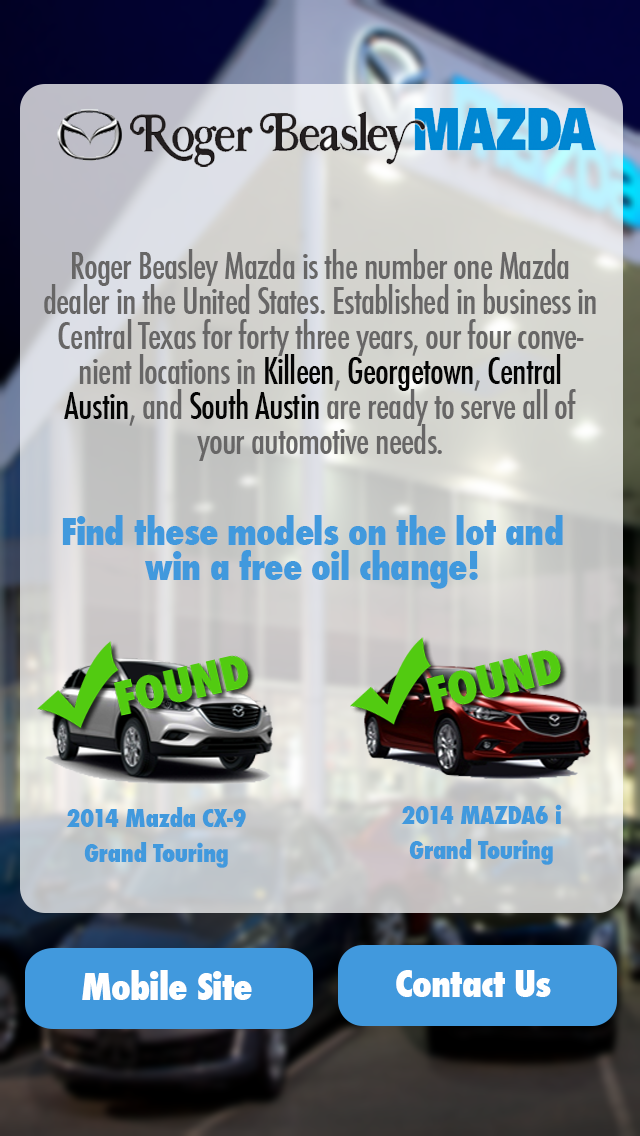 Roger Beasley MAZDA
mazda
Roger Beasley Mazda is the number one Mazda
dealer in the United States. Established in business in
Central Texas for forty three years, our four conve-
nient locations in Killeen, Georgetown, Central
Austin, and South Austin are ready to serve all of
your automotive needs.
Find these models on the lot and
win a free oil change!
FOUND
FOUND
2014 Mazda CX-9
Grand Touring
2014 MAZDA6 i
Grand Touring
Mobile Site
Contact Us